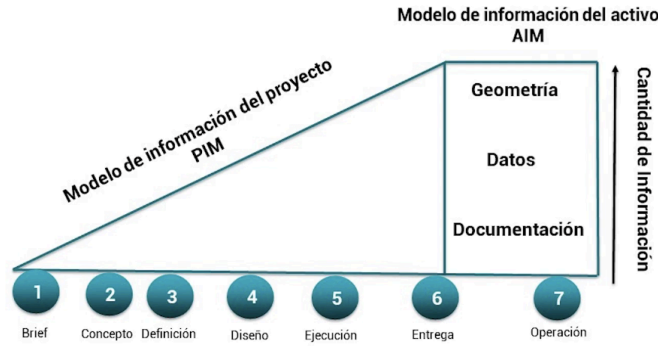 Modelo de información del activo
AIM
Modelo de información del proyecto
PIM
Geometría
Datos
Documentación
Cantidad de Información
1
2
3
4
5
6
7
Brief
Concepto
Definición
Diseño
Ejecución
Entrega
Operación